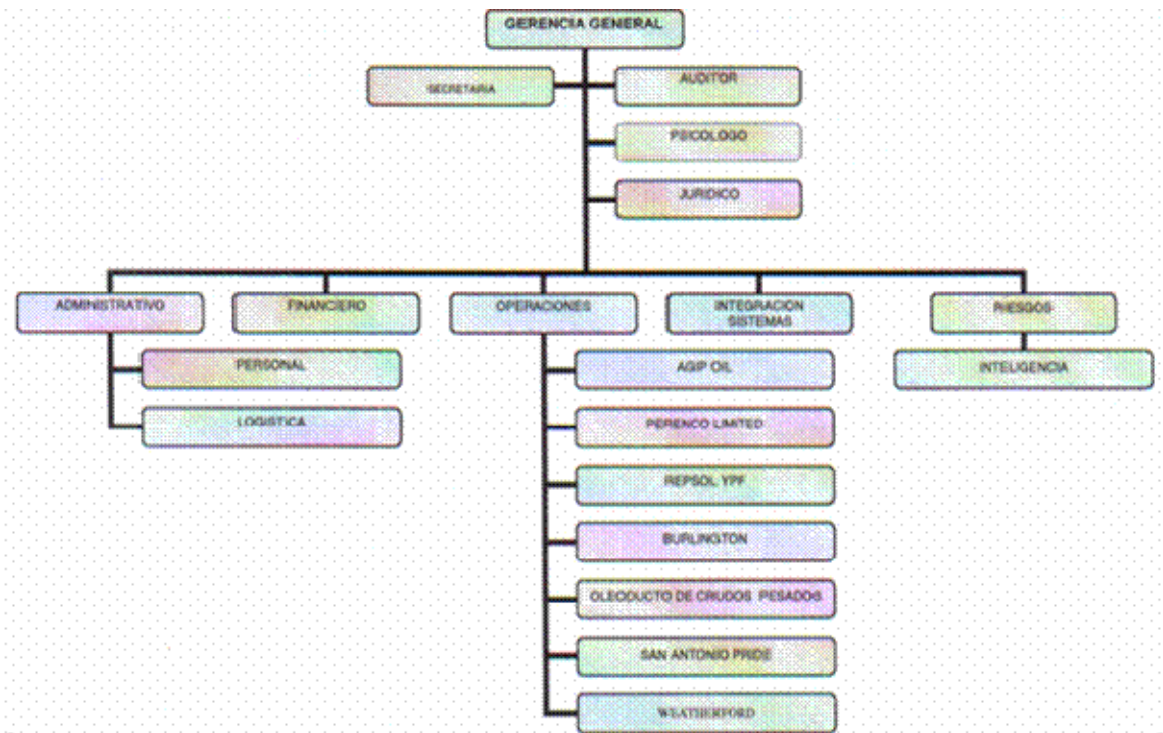 GERENCIA GENERAL
SECRETARIA
AUDITOR
PSICOLOGO
JURIDICO
ADMINISTRATIVO
FINANCIERO
OPERACIONES
INTEGRACION
SISTEMAS
RIESGOS
PERSONAL
LOGISTICA
AGIP OIL
PERENCO LIMITED
REPSOL YPF
BURLINGTON
OLEODUCTO DE CRUDOS PESADOS
SAN ANTONIO PRIDE
WEATHERFORD
INTELIGENCIA